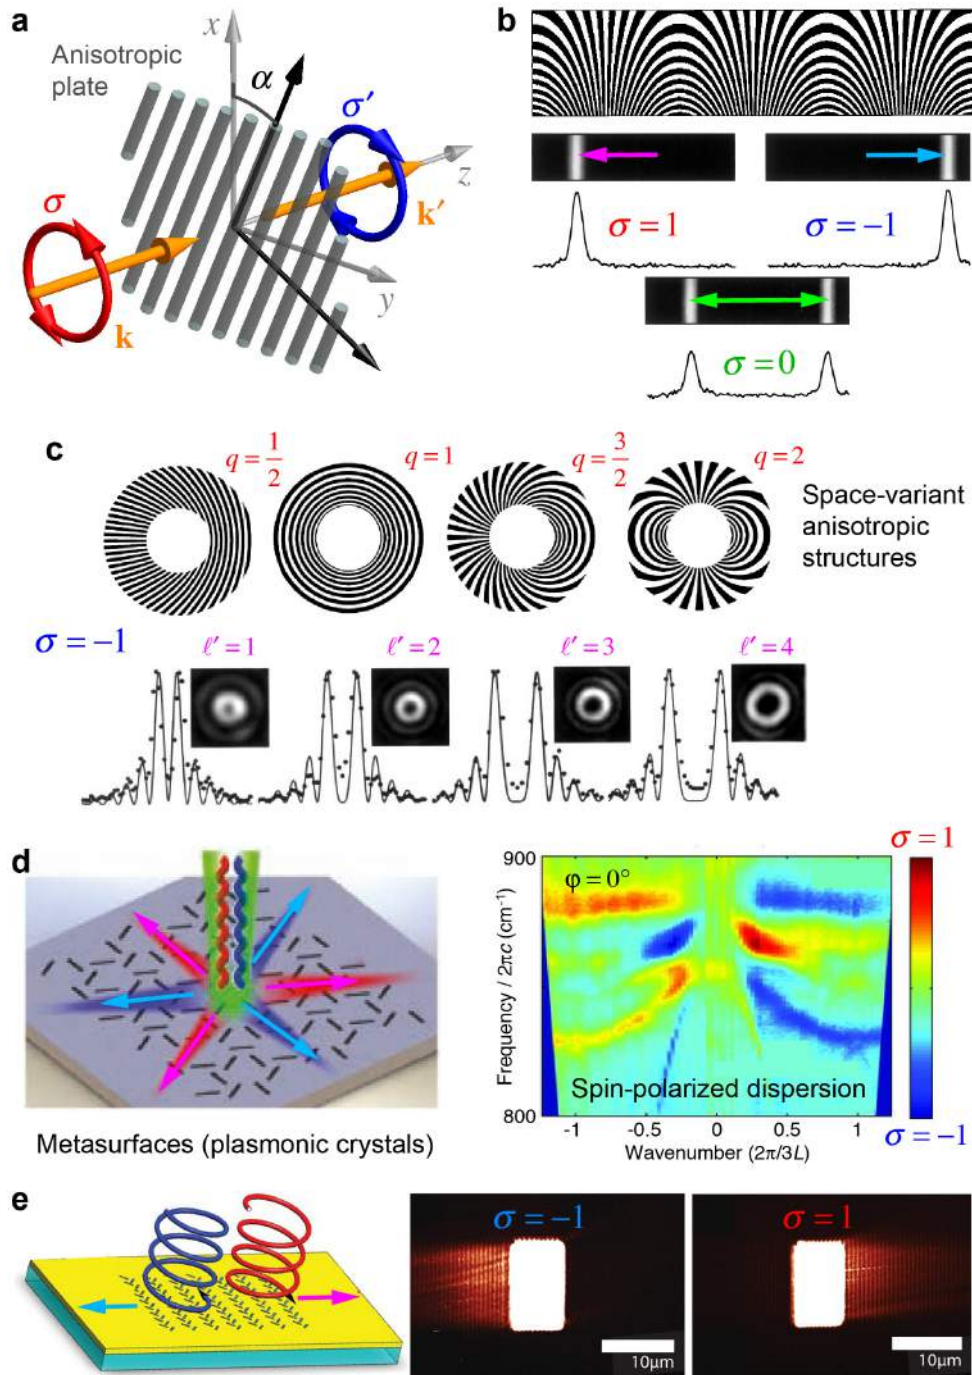 a
Anisotropic
plate
x
α
σ′
z
σ
k′
y
k
b
σ = 1
σ = −1
σ = 0
c
q = 1/2
q = 1
q = 3/2
q = 2
Space-variant
anisotropic
structures
σ = −1
ℓ′ = 1
ℓ′ = 2
ℓ′ = 3
ℓ′ = 4
d
Metasurfaces (plasmonic crystals)
σ = 1
900
φ = 0°
Frequency / 2πc (cm⁻¹)
Spin-polarized dispersion
800
-1
-0.5
0
0.5
1
Wavenumber (2π/3L)
σ = −1
e
σ = −1
10µm
σ = 1
10µm